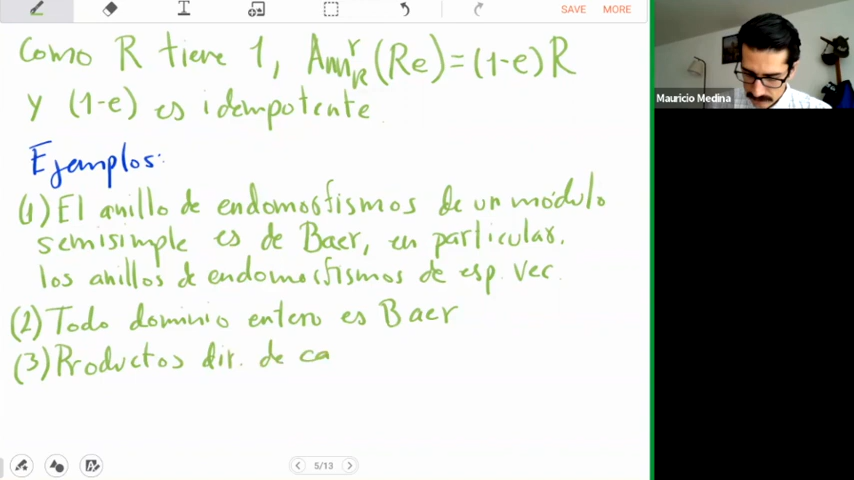 SAVE MORE
Como R tiene 1, Ann^r_R(Re)=(1-e)R
y (1-e) es idempotente
Ejemplos:
(1) El anillo de endomorfismos de un módulo
semisimple es de Baer, en particular,
los anillos de endomorfismos de esp. vec.
(2) Todo dominio entero es Baer
(3) Productos dir. de ca
5/13
Mauricio Medina